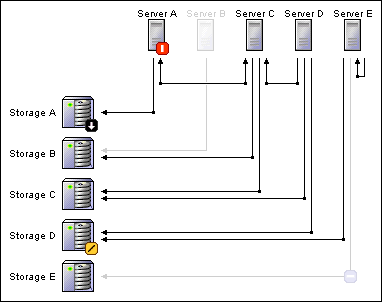 Server A Server B Server C Server D Server E
Storage A
Storage B
Storage C
Storage D
Storage E